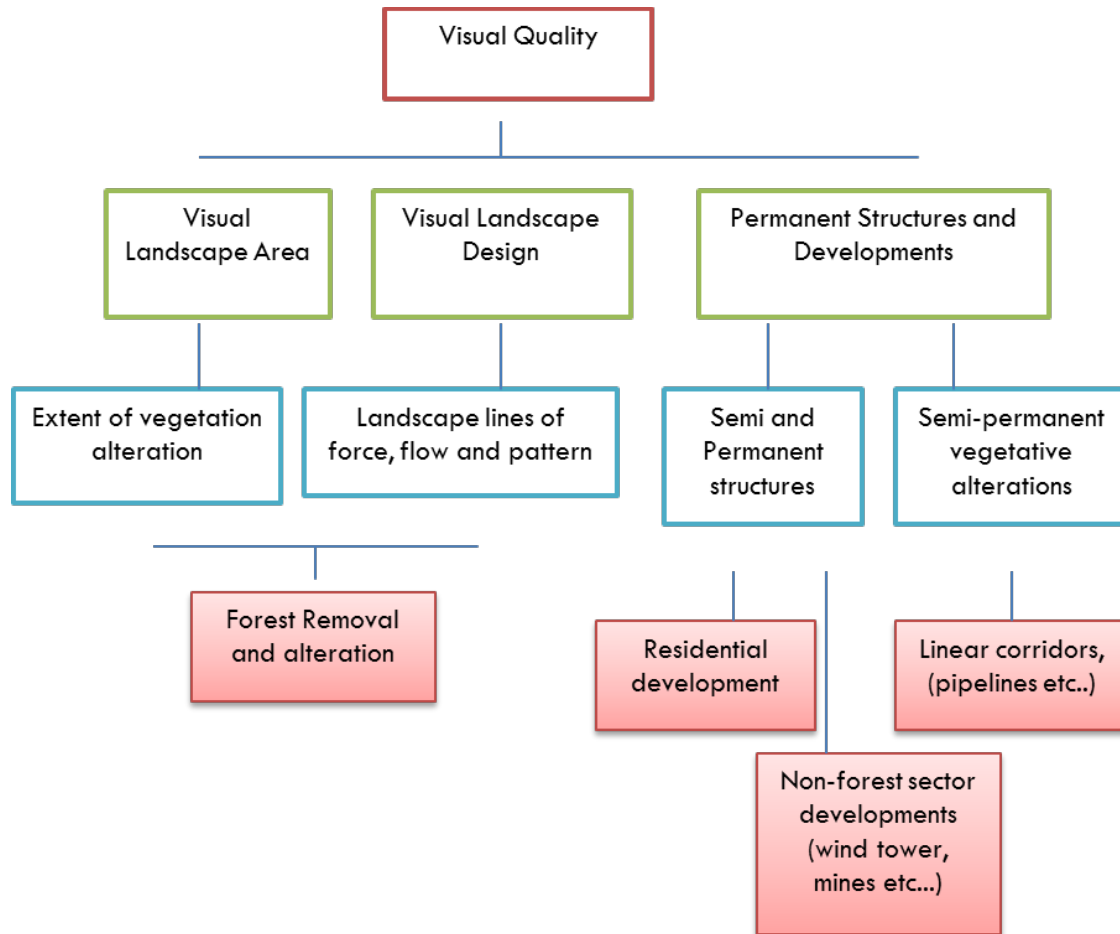 Visual Quality
Visual
Landscape Area
Visual Landscape
Design
Permanent Structures and
Developments
Extent of vegetation
alteration
Landscape lines of
force, flow and pattern
Semi and
Permanent
structures
Semi-permanent
vegetative
alterations
Forest Removal
and alteration
Residential
development
Linear corridors,
(pipelines etc..)
Non-forest sector
developments
(wind tower,
mines etc...)